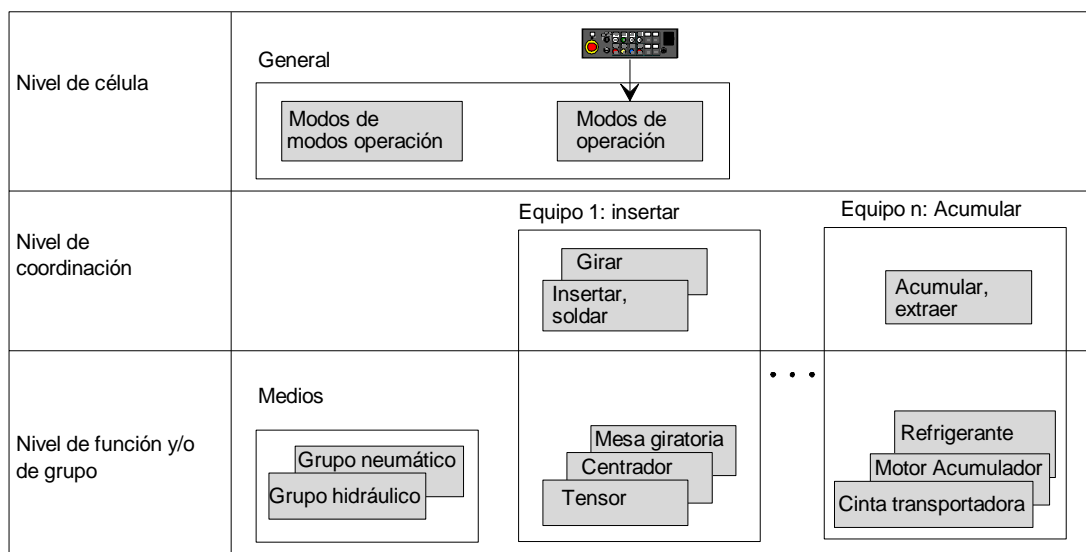 General
Nivel de célula
Modos de
modos operación
Modos de
operación
Equipo 1: insertar
Equipo n: Acumular
Nivel de
coordinación
Girar
Insertar,
soldar
Acumular,
extraer
. . .
Medios
Nivel de función y/o
de grupo
Grupo neumático
Grupo hidráulico
Mesa giratoria
Centrador
Tensor
Refrigerante
Motor Acumulador
Cinta transportadora